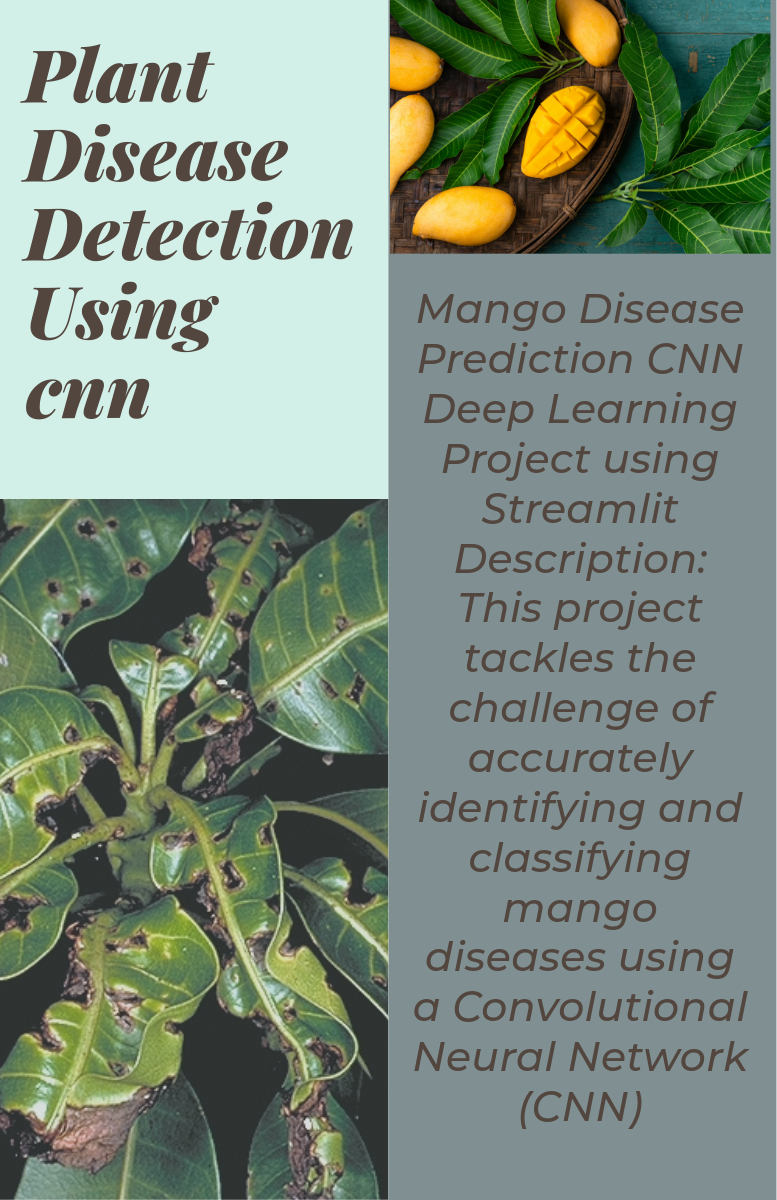 Plant
Disease
Detection
Using
cnn
Mango Disease
Prediction CNN
Deep Learning
Project using
Streamlit
Description:
This project
tackles the
challenge of
accurately
identifying and
classifying
mango
diseases using
a Convolutional
Neural Network
(CNN)